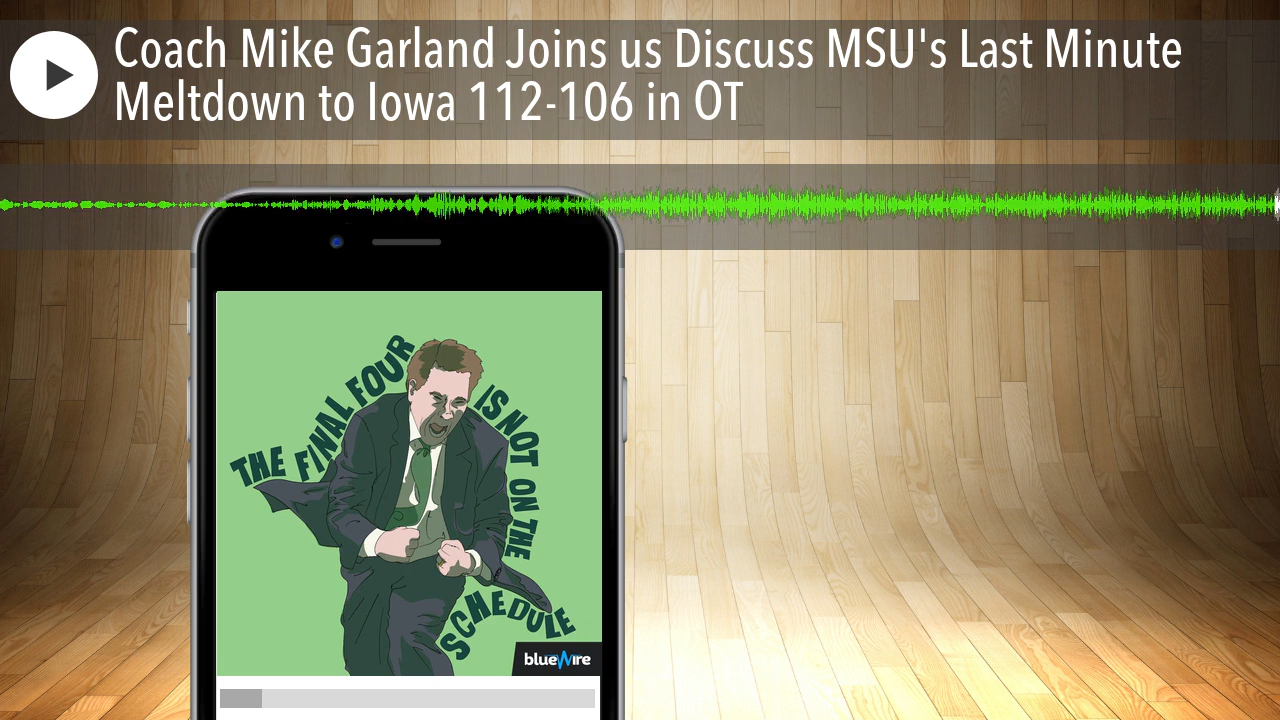 Coach Mike Garland Joins us Discuss MSU's Last Minute
Meltdown to Iowa 112-106 in OT
THE FINAL FOUR
IS NOT ON THE
SCHEDULE
blueWire